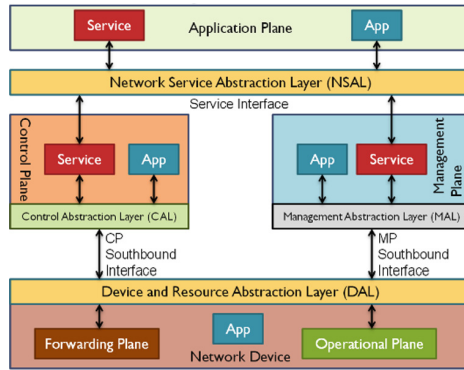 Service
Application Plane
App
Network Service Abstraction Layer (NSAL)
Service Interface
Control Plane
Service
App
Control Abstraction Layer (CAL)
App
Service
Management
Plane
Management Abstraction Layer (MAL)
CP
Southbound
Interface
MP
Southbound
Interface
Device and Resource Abstraction Layer (DAL)
Forwarding Plane
App
Network Device
Operational Plane